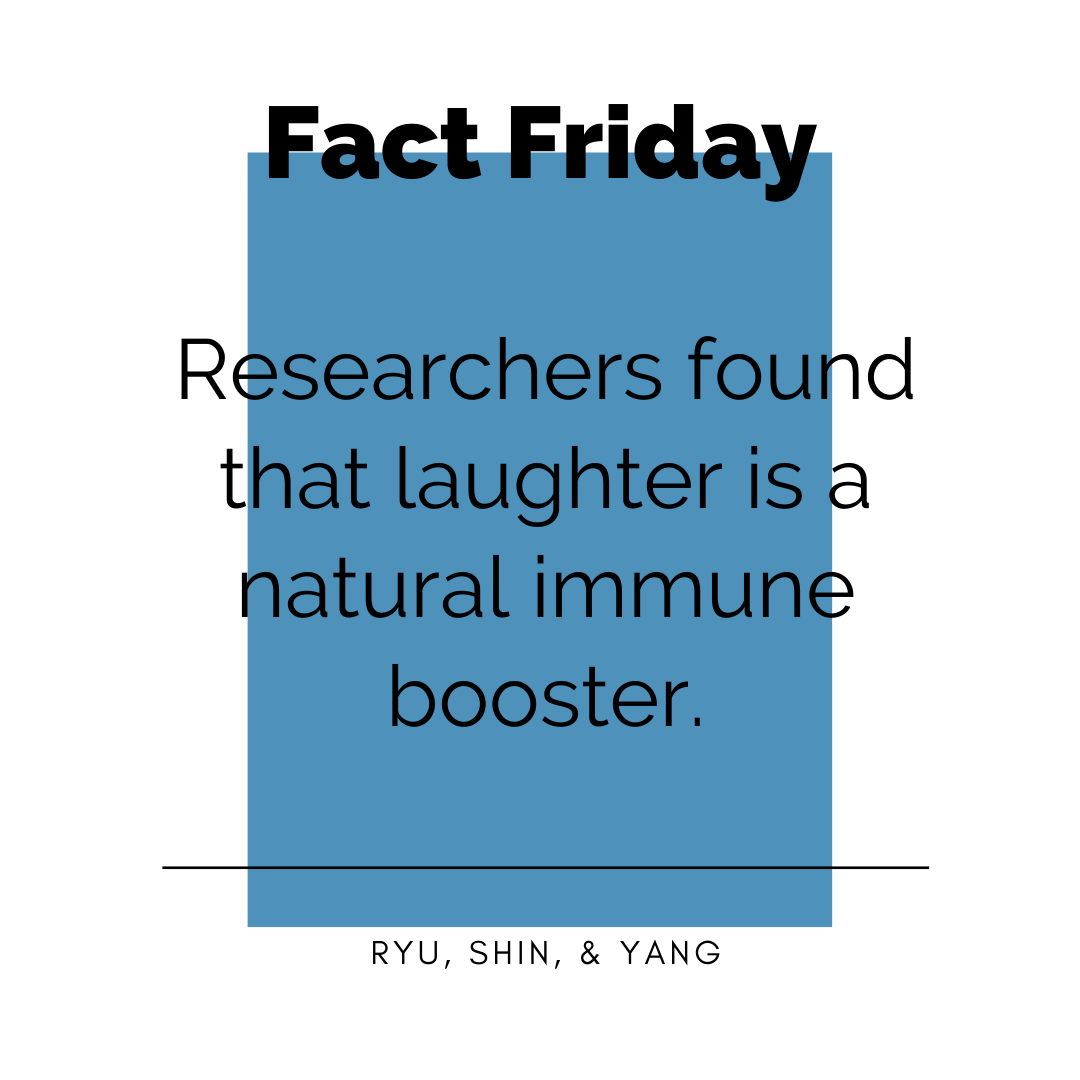 Fact Friday
Researchers found
that laughter is a
natural immune
booster.
RYU, SHIN, & YANG